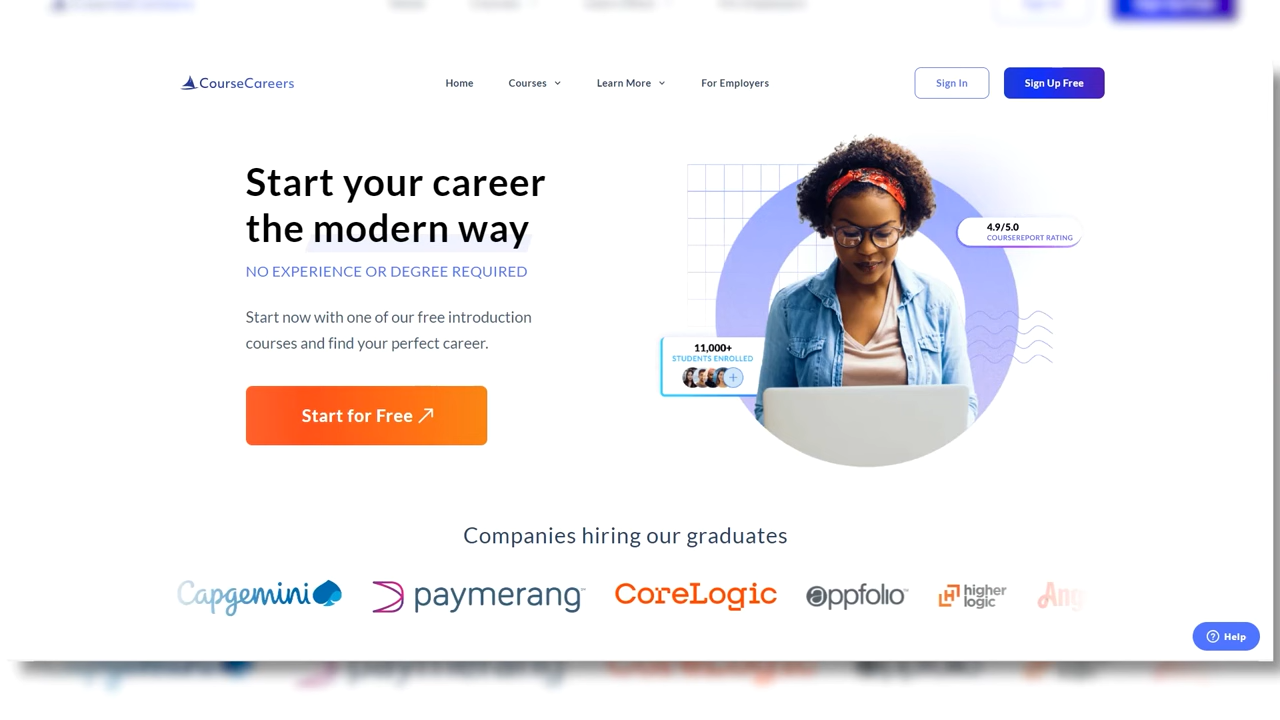 CourseCareers
Home
Courses
Learn More
For Employers
Sign In
Sign Up Free
Start your career
the modern way
NO EXPERIENCE OR DEGREE REQUIRED
Start now with one of our free introduction
courses and find your perfect career.
Start for Free
4.9/5.0
COURSEREPORT RATING
11,000+
STUDENTS ENROLLED
Companies hiring our graduates
Capgemini
paymerang
CoreLogic
appfolio
higher
logic
Ang
Help